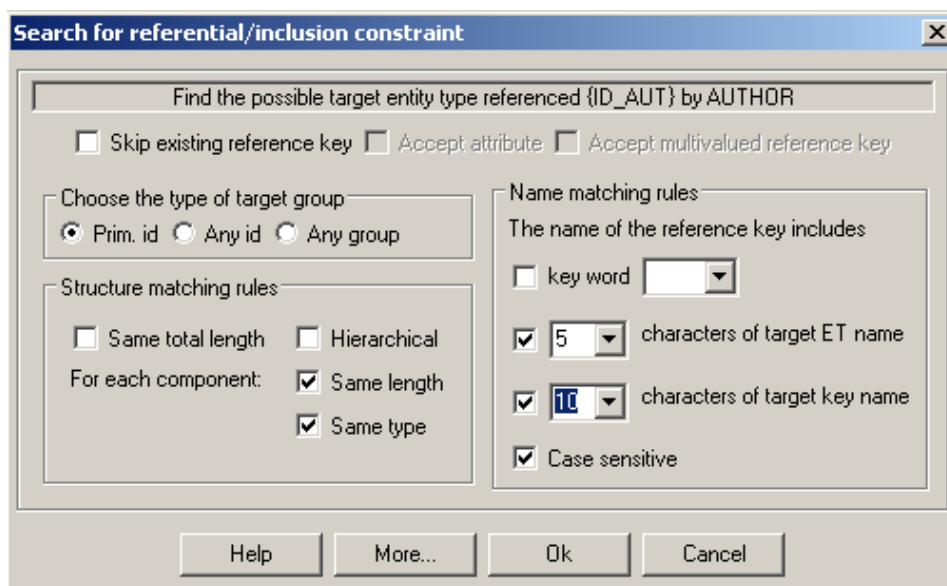 Search for referential/inclusion constraint
Find the possible target entity type referenced {ID_AUT} by AUTHOR
Skip existing reference key Accept attribute Accept multivalued reference key
Choose the type of target group
Prim. id Any id Any group
Structure matching rules
Same total length Hierarchical
For each component: Same length
Same type
Name matching rules
The name of the reference key includes
key word
5 characters of target ET name
10 characters of target key name
Case sensitive
Help More... Ok Cancel